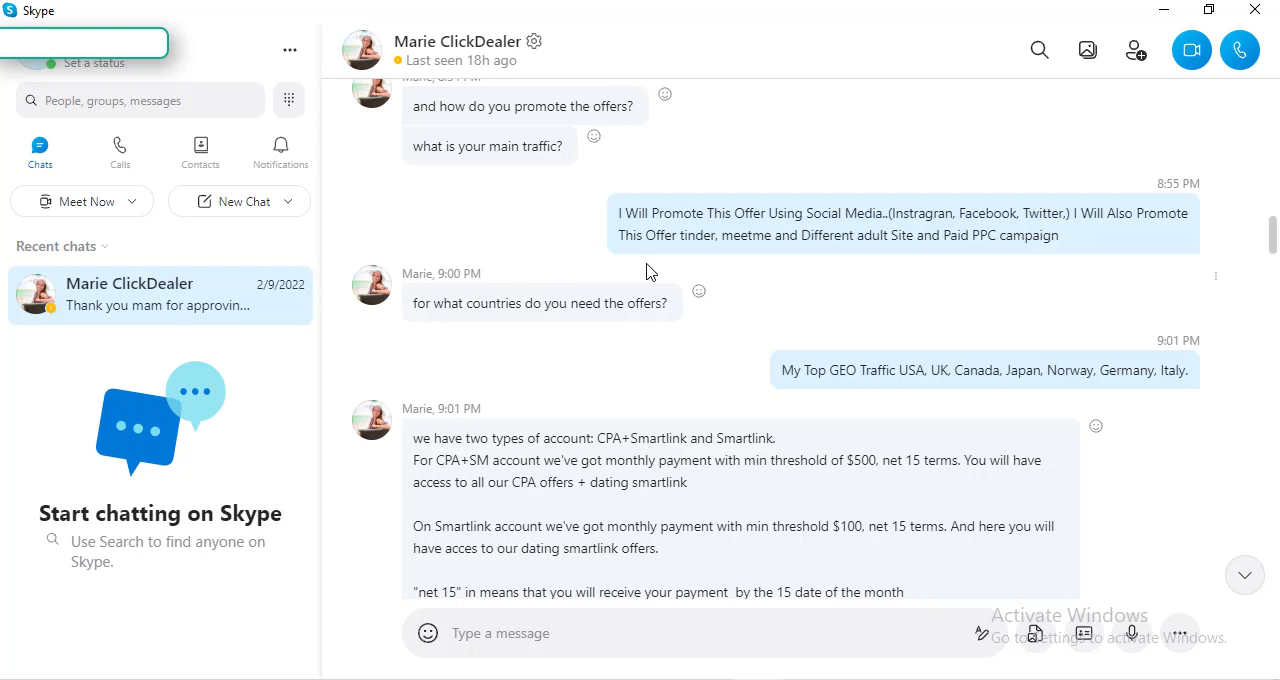 Skype
Set a status
People, groups, messages
Chats
Calls
Contacts
Notifications
Meet Now
New Chat
Recent chats
Marie ClickDealer
2/9/2022
Thank you mam for approvin...
Start chatting on Skype
Use Search to find anyone on
Skype.
Marie ClickDealer
Last seen 18h ago
and how do you promote the offers?
what is your main traffic?
8:55 PM
I Will Promote This Offer Using Social Media..(Instragran, Facebook, Twitter,) I Will Also Promote
This Offer tinder, meetme and Different adult Site and Paid PPC campaign
Marie, 9:00 PM
for what countries do you need the offers?
9:01 PM
My Top GEO Traffic USA, UK, Canada, Japan, Norway, Germany, Italy.
Marie, 9:01 PM
we have two types of account: CPA+Smartlink and Smartlink.
For CPA+SM account we've got monthly payment with min threshold of $500, net 15 terms. You will have
access to all our CPA offers + dating smartlink
On Smartlink account we've got monthly payment with min threshold $100, net 15 terms. And here you will
have acces to our dating smartlink offers.
"net 15" in means that you will receive your payment  by the 15 date of the month
Type a message
Activate Windows
Go to Settings to activate Windows.